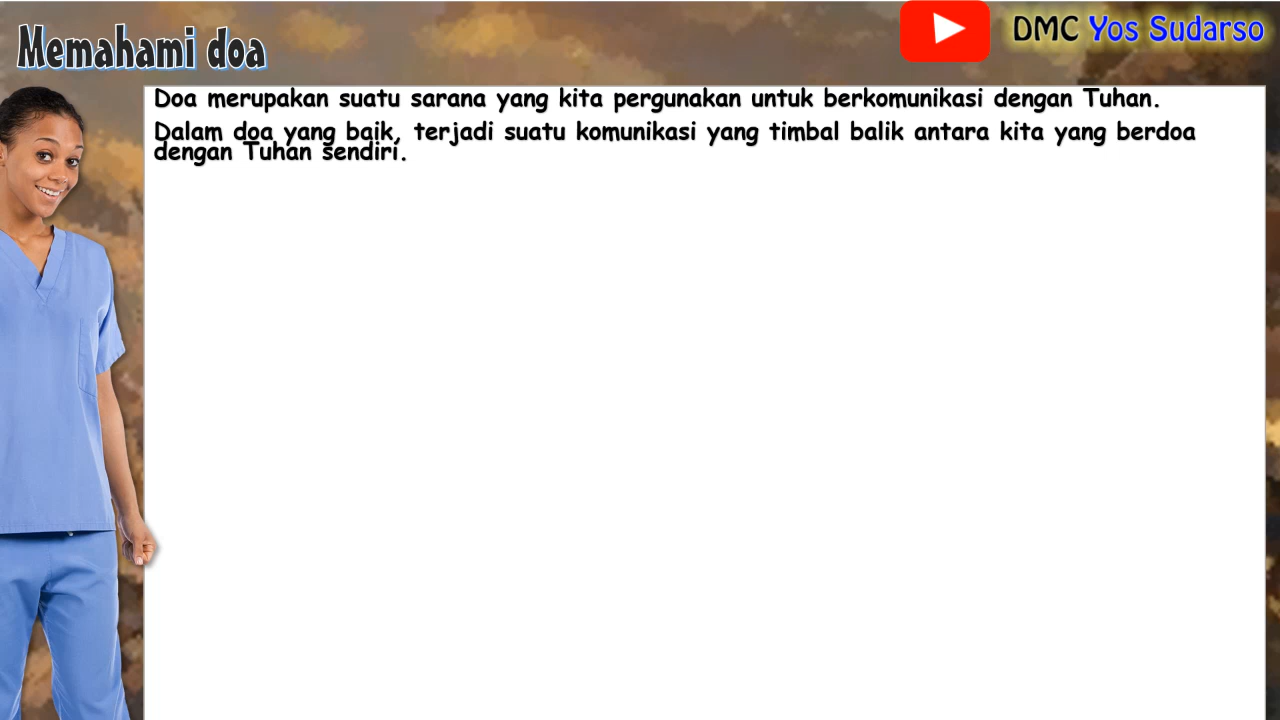 Memahami doa
DMC Yos Sudarso
Doa merupakan suatu sarana yang kita pergunakan untuk berkomunikasi dengan Tuhan.
Dalam doa yang baik, terjadi suatu komunikasi yang timbal balik antara kita yang berdoa
dengan Tuhan sendiri.